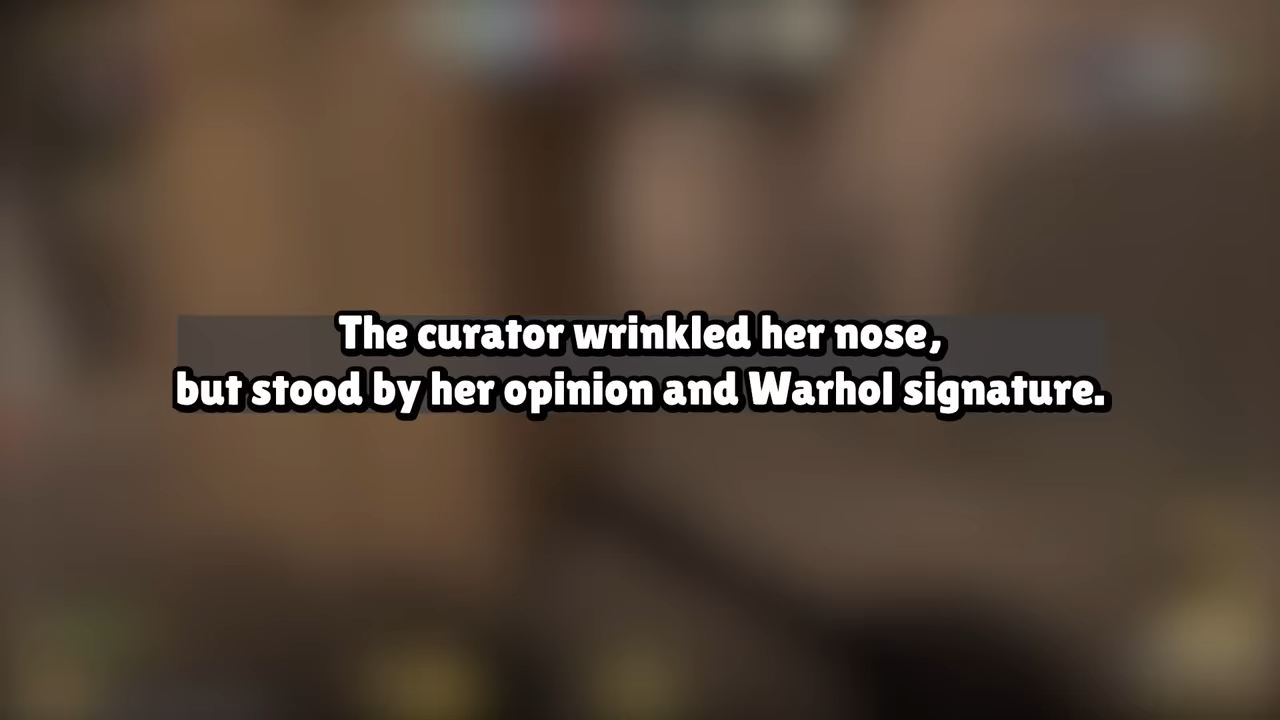 The curator wrinkled her nose,
but stood by her opinion and Warhol signature.